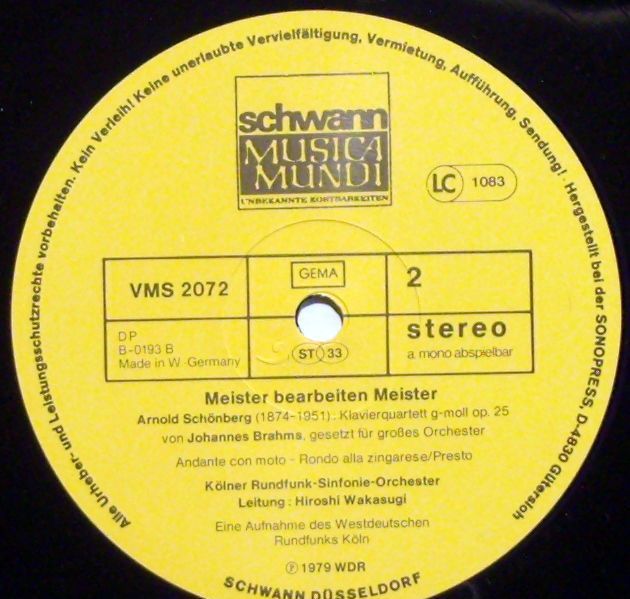 Alle Urheber- und Leistungsschutzrechte vorbehalten. Kein Verleih! Keine unerlaubte Vervielfältigung, Vermietung, Aufführung, Sendung! · Hergestellt bei der SONOPRESS, D-4830 Gütersloh
schwann
MUSICA
MUNDI
UNBEKANNTE KOSTBARKEITEN
LC 1083
VMS 2072
GEMA
2
DP
B-0193 B
Made in W. Germany
ST 33
stereo
a. mono abspielbar
Meister bearbeiten Meister
Arnold Schönberg (1874-1951): Klavierquartett g-moll op. 25
von Johannes Brahms, gesetzt für großes Orchester
Andante con moto - Rondo alla zingarese/Presto
Kölner Rundfunk-Sinfonie-Orchester
Leitung: Hiroshi Wakasugi
Eine Aufnahme des Westdeutschen
Rundfunks Köln
℗ 1979 WDR
SCHWANN DÜSSELDORF